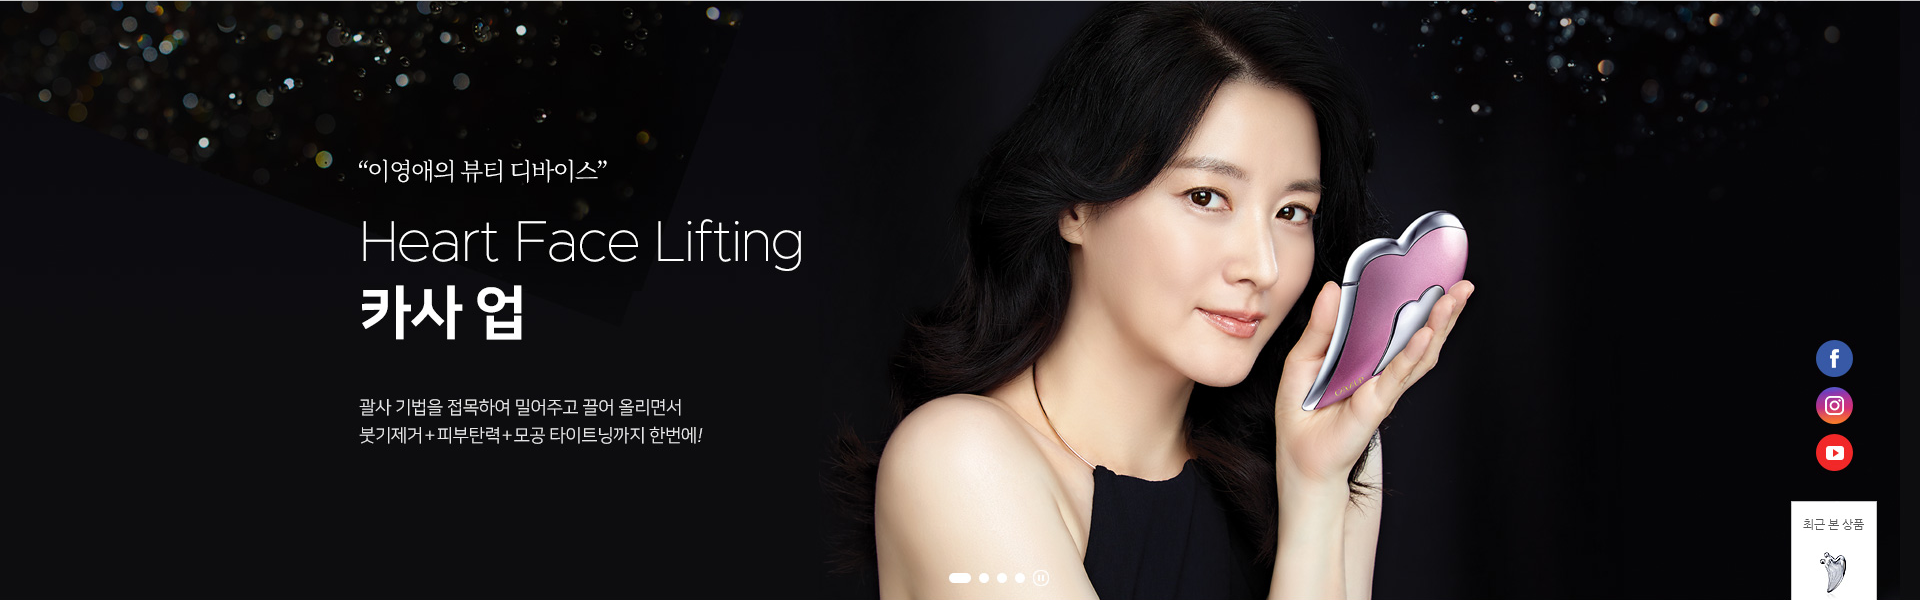 “이영애의 뷰티 디바이스”
Heart Face Lifting
카사 업
괄사 기법을 접목하여 밀어주고 끌어 올리면서
붓기제거+피부탄력+모공 타이트닝까지 한번에!
최근 본 상품